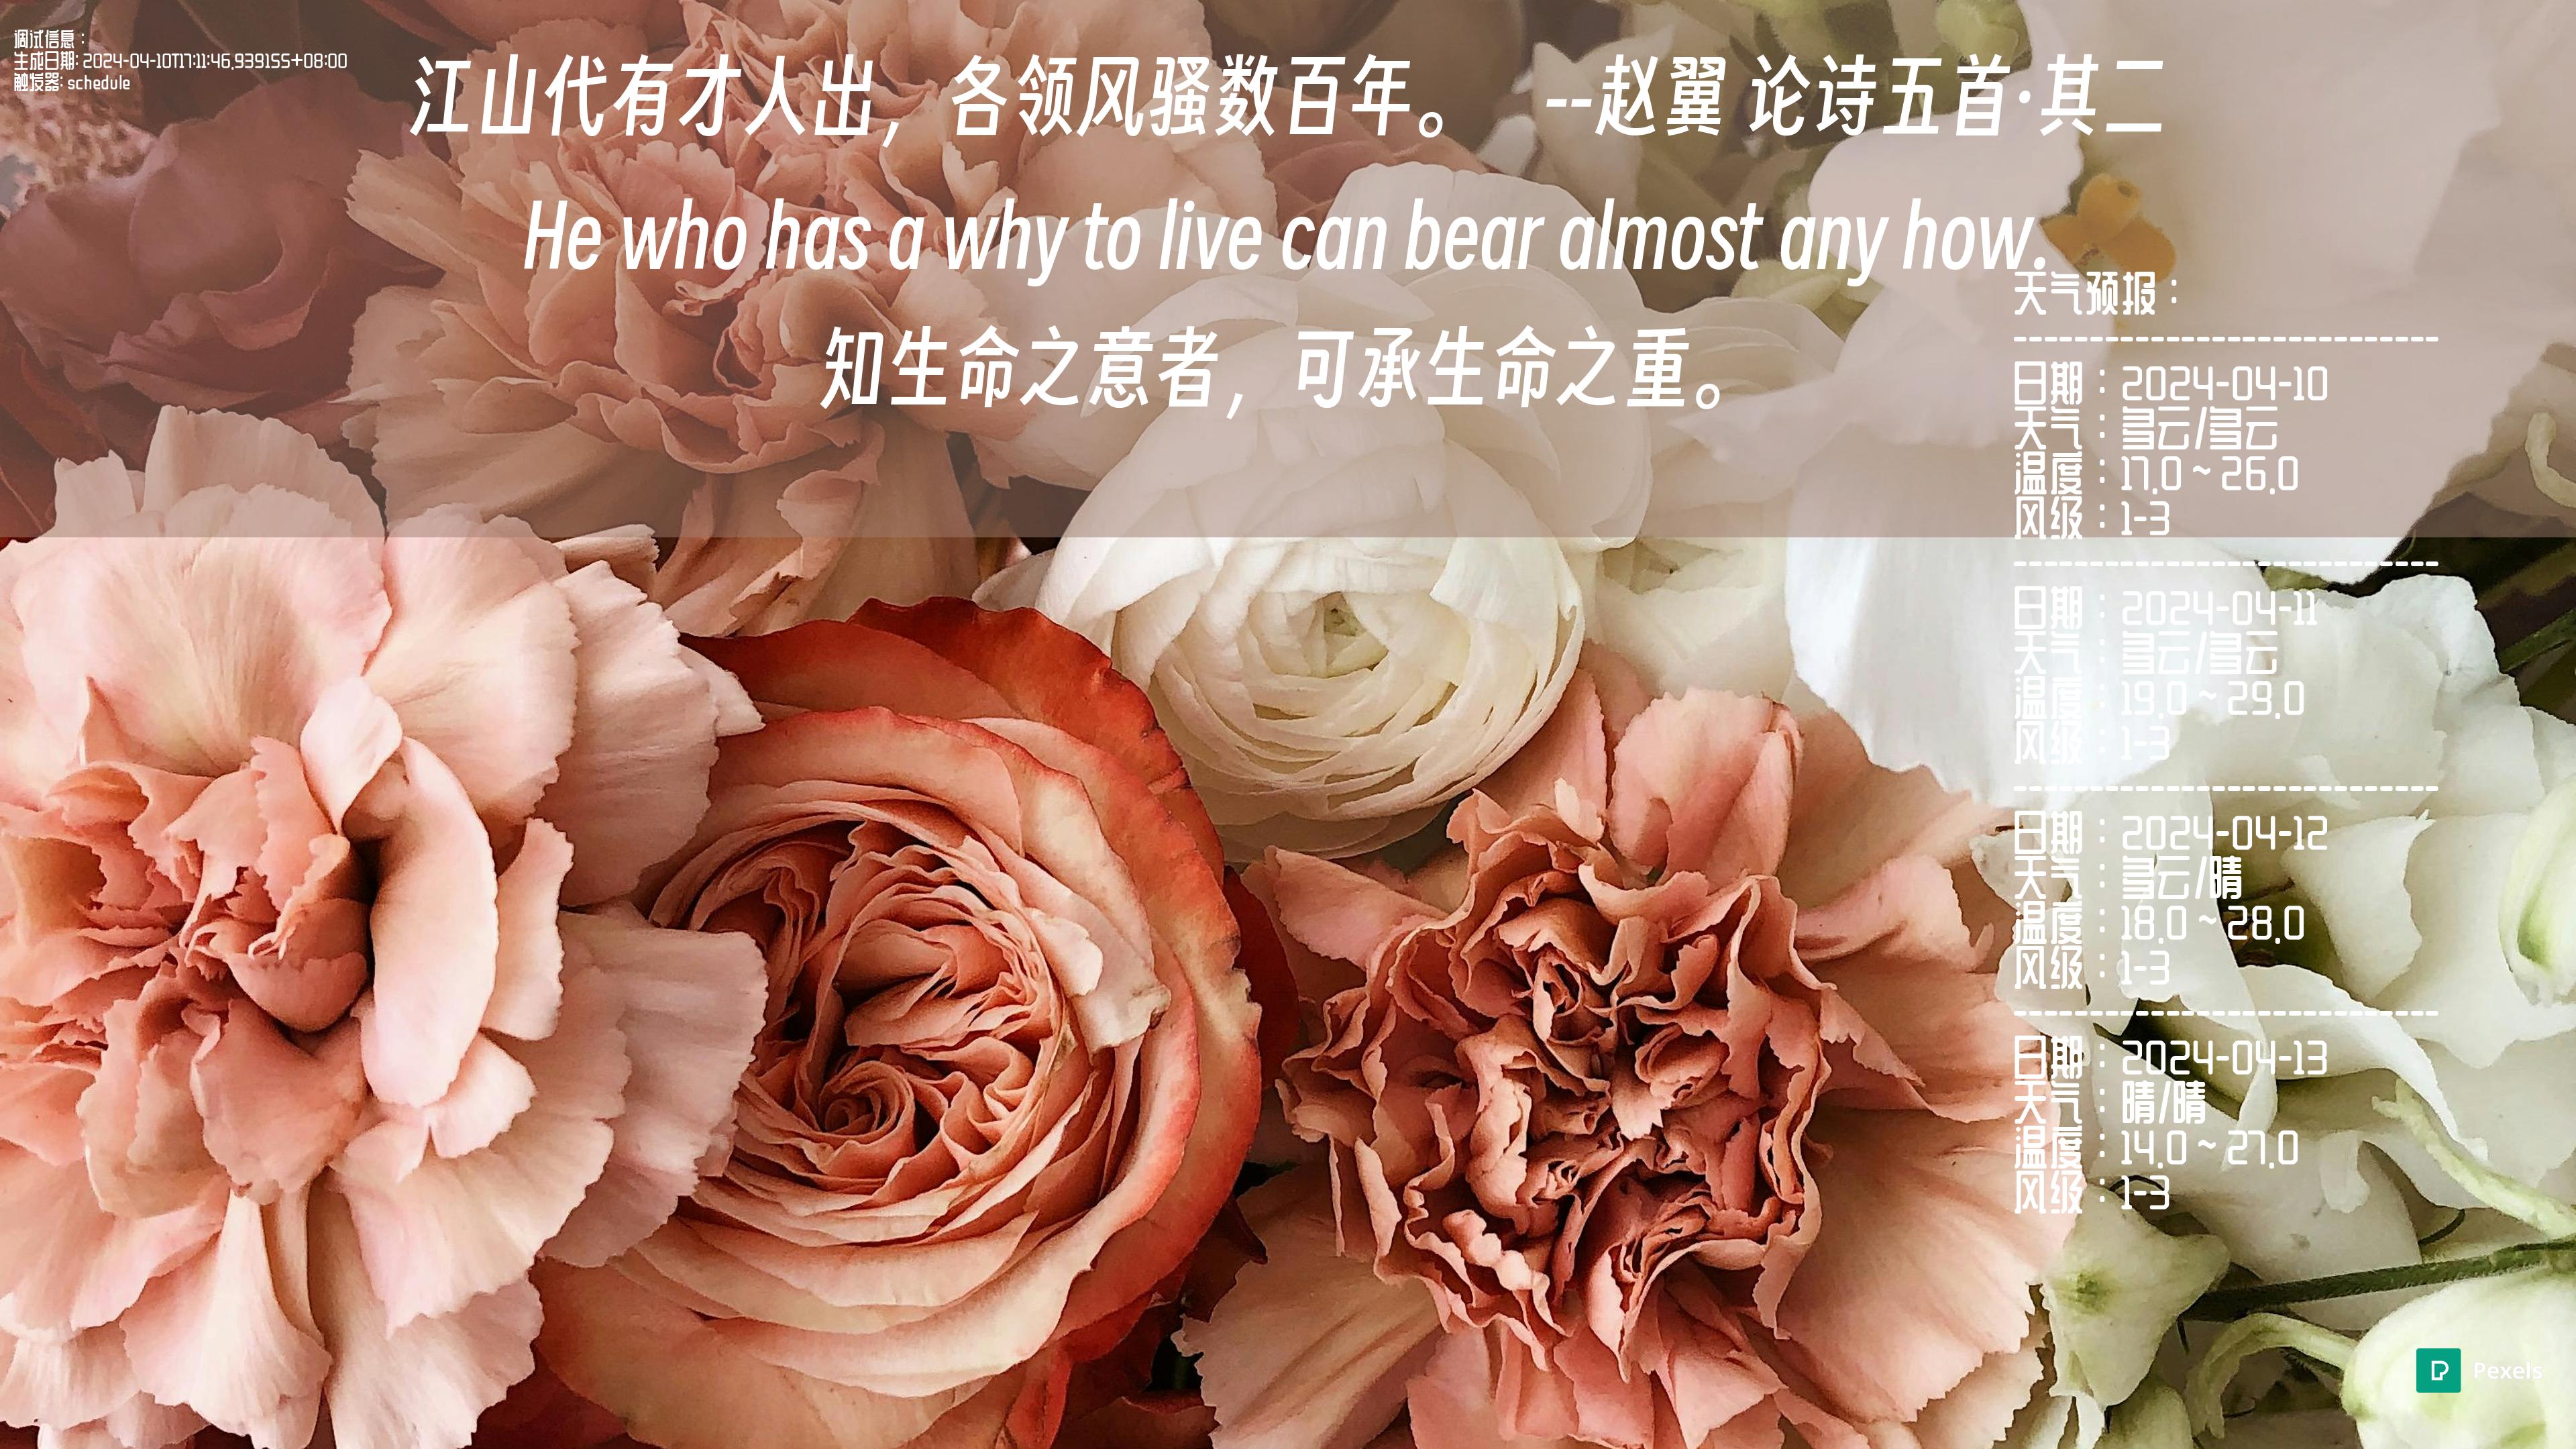 调试信息：
生成日期: 2024-04-10T17:11:46.939155+08:00
触发器: schedule
江山代有才人出，各领风骚数百年。 --赵翼 论诗五首·其二
He who has a why to live can bear almost any how.
知生命之意者，可承生命之重。
天气预报：
----------------------------
日期：2024-04-10
天气：多云/多云
温度：17.0 ~ 26.0
风级：1-3
----------------------------
日期：2024-04-11
天气：多云/多云
温度：19.0 ~ 29.0
风级：1-3
----------------------------
日期：2024-04-12
天气：多云/晴
温度：18.0 ~ 28.0
风级：1-3
----------------------------
日期：2024-04-13
天气：晴/晴
温度：14.0 ~ 27.0
风级：1-3
Pexels